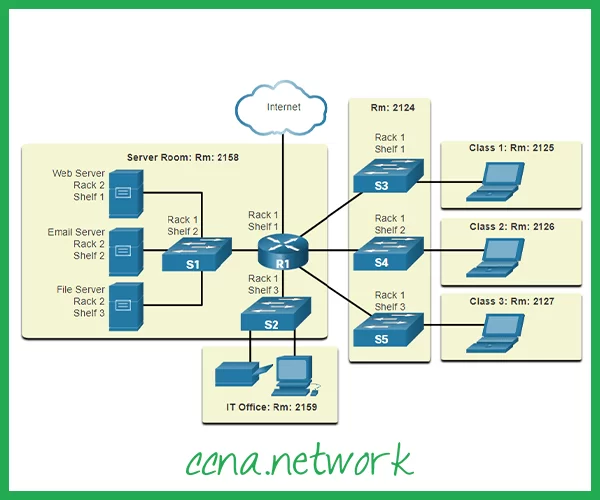 Internet
Rm: 2124
Server Room: Rm: 2158
Web Server
Rack 2
Shelf 1
Email Server
Rack 2
Shelf 2
File Server
Rack 2
Shelf 3
Rack 1
Shelf 2
S1
Rack 1
Shelf 1
R1
Rack 1
Shelf 3
S2
IT Office: Rm: 2159
Rack 1
Shelf 1
S3
Rack 1
Shelf 2
S4
Rack 1
Shelf 3
S5
Class 1: Rm: 2125
Class 2: Rm: 2126
Class 3: Rm: 2127
ccna.network